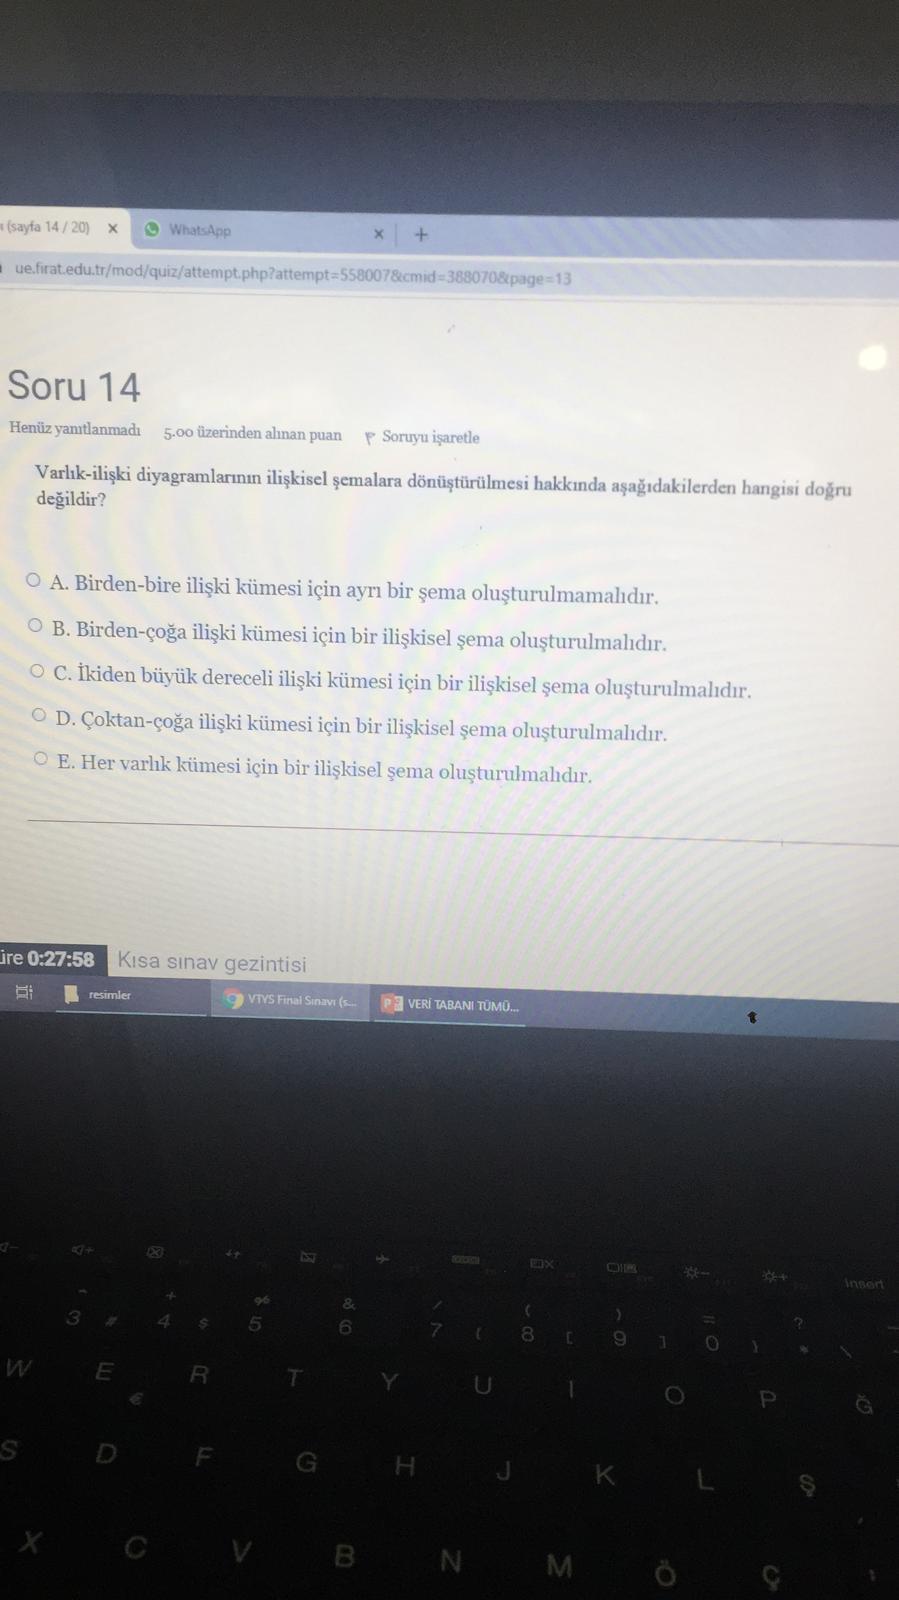 (sayfa 14 / 20) × WhatsApp × +
ue.firat.edu.tr/mod/quiz/attempt.php?attempt=558007&cmid=388070&page=13
Soru 14
Henüz yanıtlanmadı 5.00 üzerinden alınan puan Soruyu işaretle
Varlık-ilişki diyagramlarının ilişkisel şemalara dönüştürülmesi hakkında aşağıdakilerden hangisi doğru
değildir?
A. Birden-bire ilişki kümesi için ayrı bir şema oluşturulmamalıdır.
B. Birden-çoğa ilişki kümesi için bir ilişkisel şema oluşturulmalıdır.
C. İkiden büyük dereceli ilişki kümesi için bir ilişkisel şema oluşturulmalıdır.
D. Çoktan-çoğa ilişki kümesi için bir ilişkisel şema oluşturulmalıdır.
E. Her varlık kümesi için bir ilişkisel şema oluşturulmalıdır.
üre 0:27:58 Kısa sınav gezintisi
resimler VTYS Final Sınavı (s... VERİ TABANI TÜMÜ...
insert
^ + % & / ( ) = ?
3 # 4 $ 5 6 7 { 8 [ 9 ] 0 } * \
W E € R T Y U I O P Ğ
S D F G H J K L Ş
X C V B N M Ö Ç